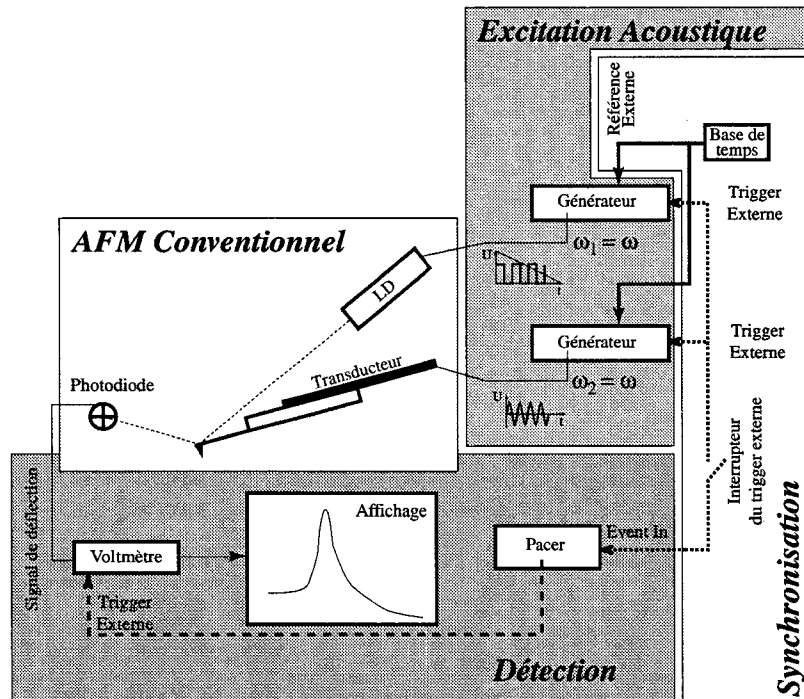 Excitation Acoustique
Référence
Externe
Base de
temps
Générateur
Trigger
Externe
ω1 = ω
U
t
AFM Conventionnel
LD
Générateur
Trigger
Externe
Transducteur
ω2 = ω
U
t
Photodiode
Interrupteur
du trigger externe
Signal de déflection
Affichage
Voltmètre
Pacer
Event In
Trigger
Externe
Détection
Synchronisation